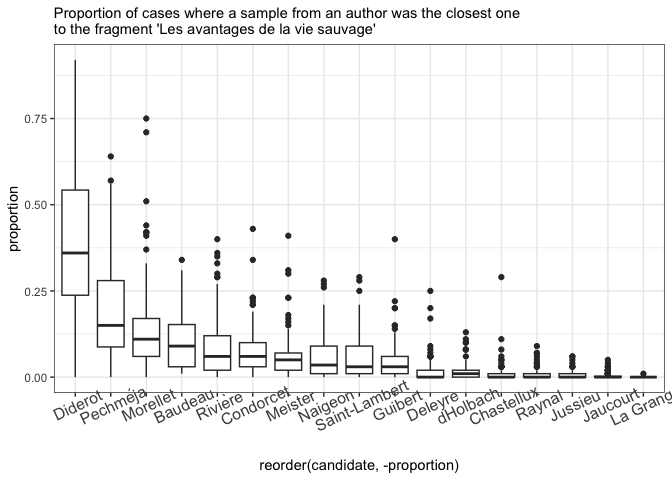 Proportion of cases where a sample from an author was the closest one
to the fragment 'Les avantages de la vie sauvage'
proportion
0.75
0.50
0.25
0.00
Diderot
Pechméja
Morellet
Baudeau
Riviere
Condorcet
Meister
Naigeon
Saint-Lambert
Guibert
Deleyre
dHolbach
Chastellux
Raynal
Jussieu
Jaucourt
La Grang
reorder(candidate, -proportion)